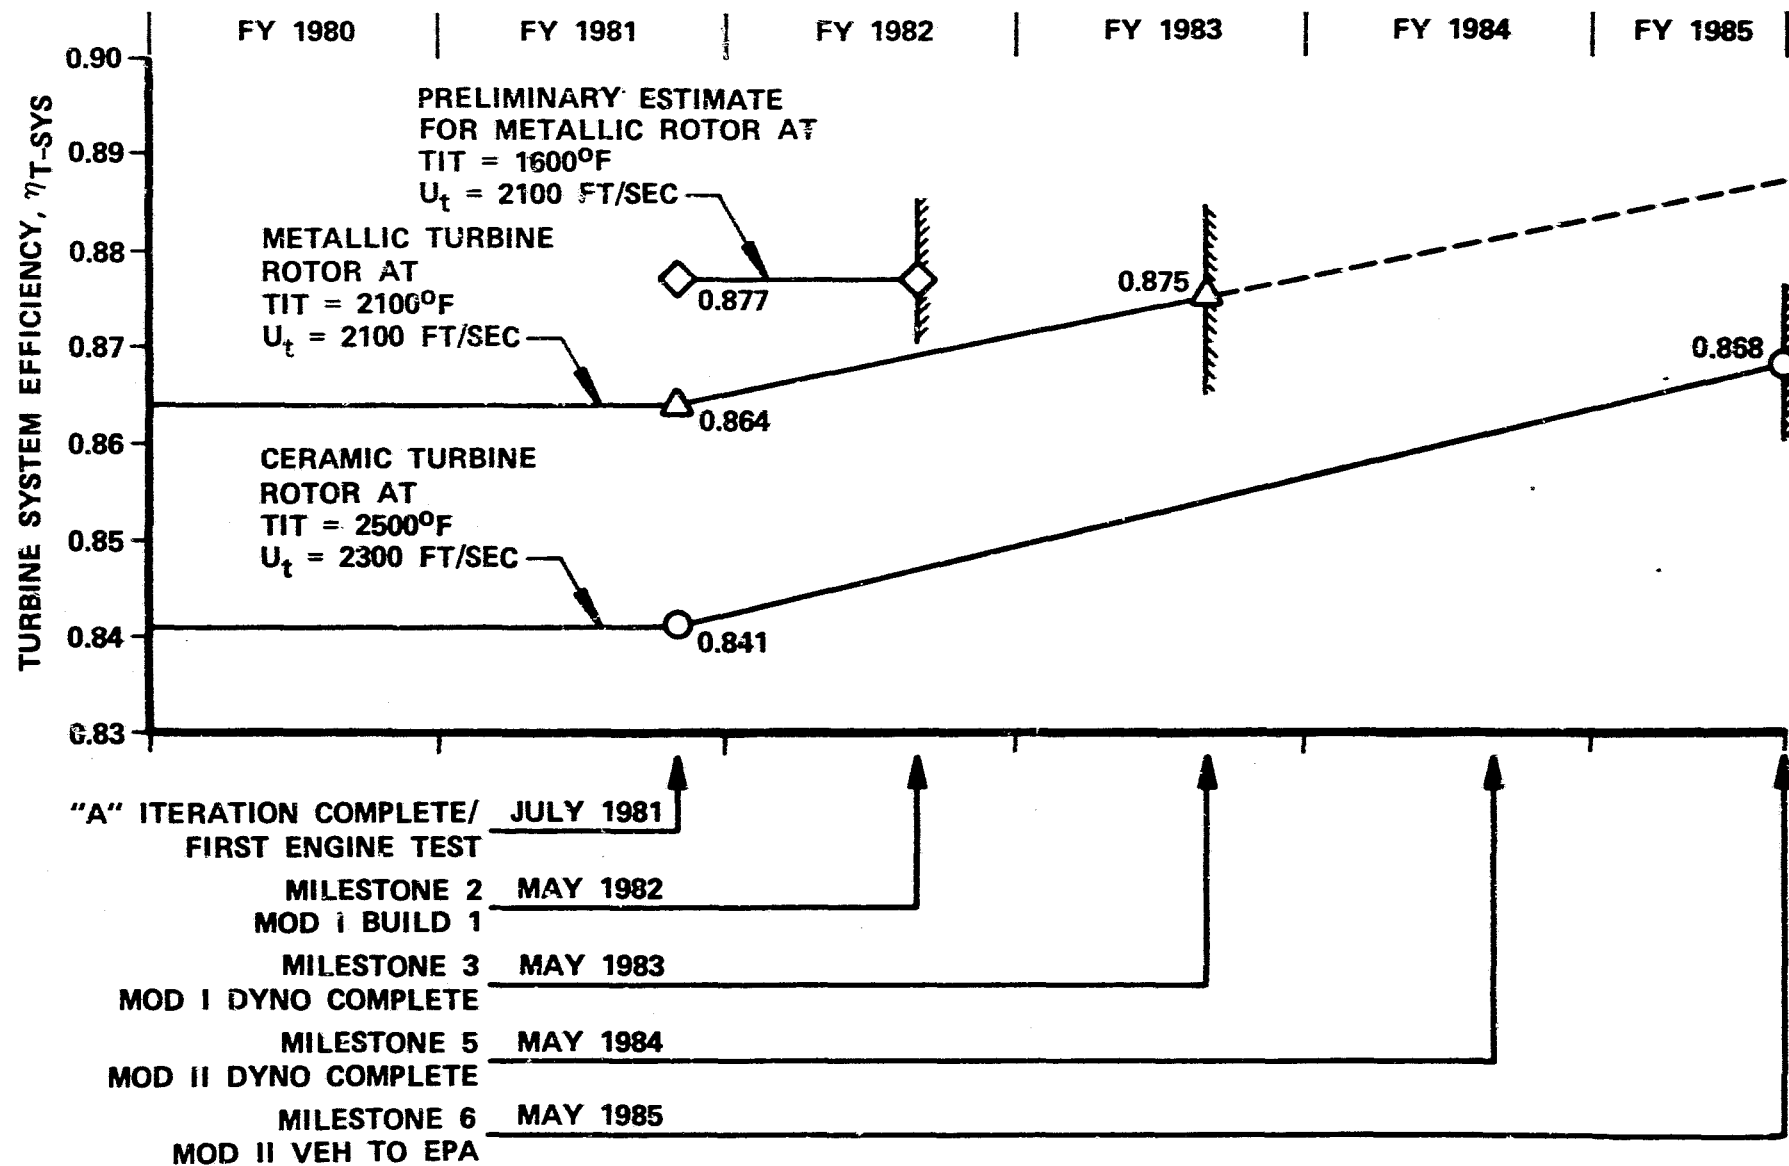 FY 1980 FY 1981 FY 1982 FY 1983 FY 1984 FY 1985
TURBINE SYSTEM EFFICIENCY, ηT-SYS
0.90
0.89
0.88
0.87
0.86
0.85
0.84
0.83
PRELIMINARY ESTIMATE
FOR METALLIC ROTOR AT
TIT = 1600°F
Ut = 2100 FT/SEC
METALLIC TURBINE
ROTOR AT
TIT = 2100°F
Ut = 2100 FT/SEC
0.877
0.875
0.868
0.864
CERAMIC TURBINE
ROTOR AT
TIT = 2500°F
Ut = 2300 FT/SEC
0.841
"A" ITERATION COMPLETE/ JULY 1981
FIRST ENGINE TEST
MILESTONE 2 MAY 1982
MOD I BUILD 1
MILESTONE 3 MAY 1983
MOD I DYNO COMPLETE
MILESTONE 5 MAY 1984
MOD II DYNO COMPLETE
MILESTONE 6 MAY 1985
MOD II VEH TO EPA